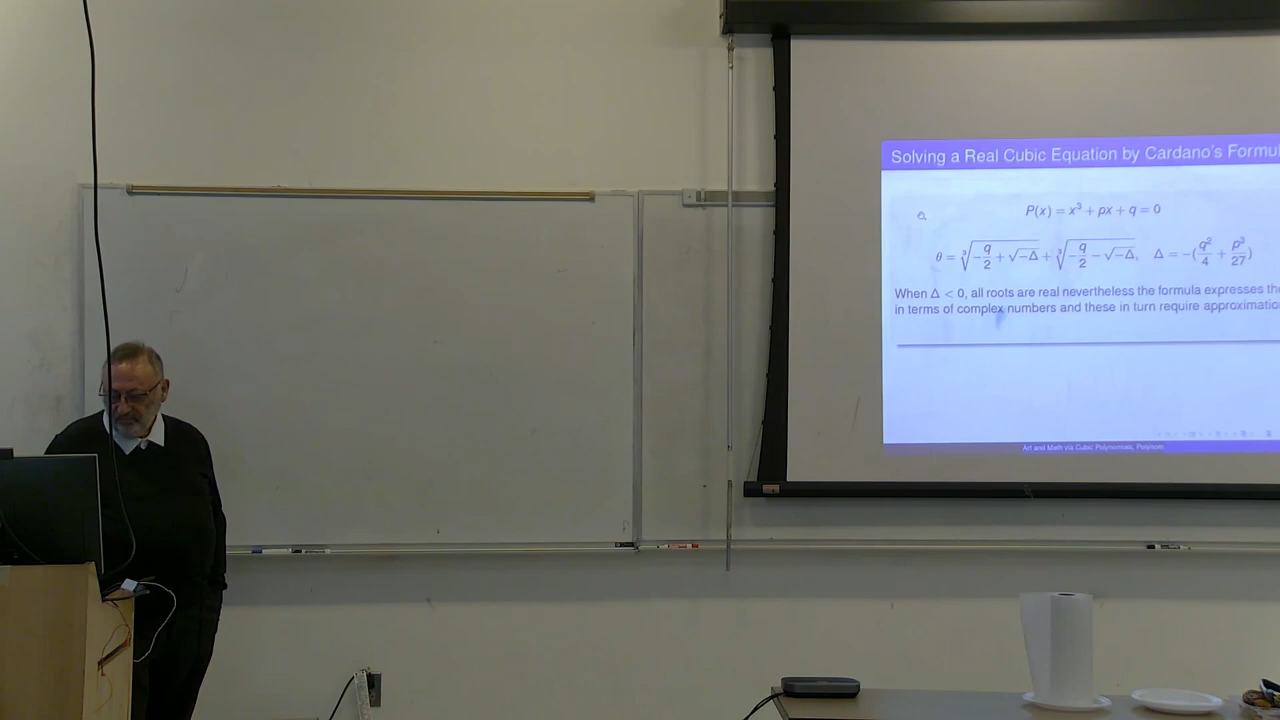 Solving a Real Cubic Equation by Cardano's Formul
P(x) = x³ + px + q = 0
θ = ∛(-q/2 + √-Δ) + ∛(-q/2 - √-Δ), Δ = -(q²/4 + p³/27)
When Δ < 0, all roots are real nevertheless the formula expresses the
in terms of complex numbers and these in turn require approximatio
Art and Math via Cubic Polynomials, Polynom